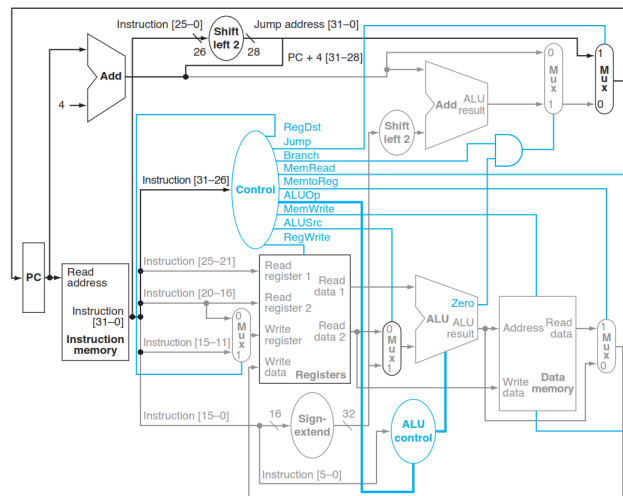 Instruction [25–0]
Shift
left 2
Jump address [31–0]
26
28
PC + 4 [31–28]
Add
4
0
M
u
x
1
1
M
u
x
0
Add
ALU
result
Shift
left 2
RegDst
Jump
Branch
MemRead
MemtoReg
ALUOp
MemWrite
ALUSrc
RegWrite
Control
Instruction [31–26]
PC
Read
address
Instruction
[31–0]
Instruction
memory
Instruction [25–21]
Instruction [20–16]
Instruction [15–11]
0
M
u
x
1
Read
register 1
Read
register 2
Write
register
Write
data
Read
data 1
Read
data 2
Registers
0
M
u
x
1
Zero
ALU
ALU
result
Address
Read
data
Write
data
Data
memory
1
M
u
x
0
Instruction [15–0]
16
Sign-
extend
32
ALU
control
Instruction [5–0]